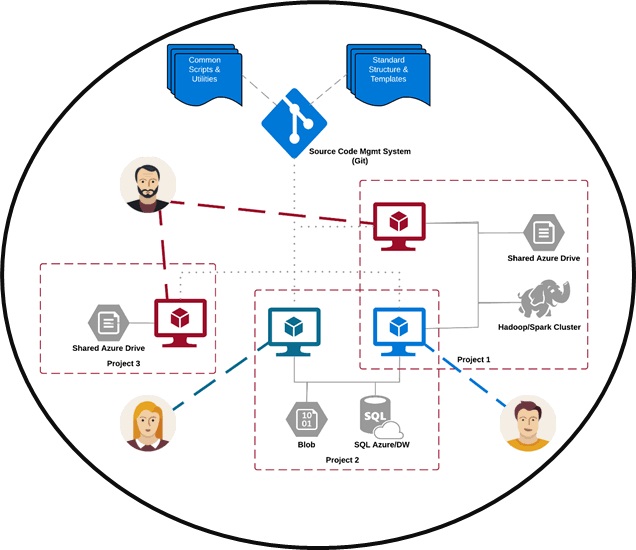 Common
Scripts &
Utilities
Standard
Structure &
Templates
Source Code Mgmt System
(Git)
Shared Azure Drive
Hadoop/Spark Cluster
Project 1
Shared Azure Drive
Project 3
10
01
Blob
SQL
SQL Azure/DW
Project 2